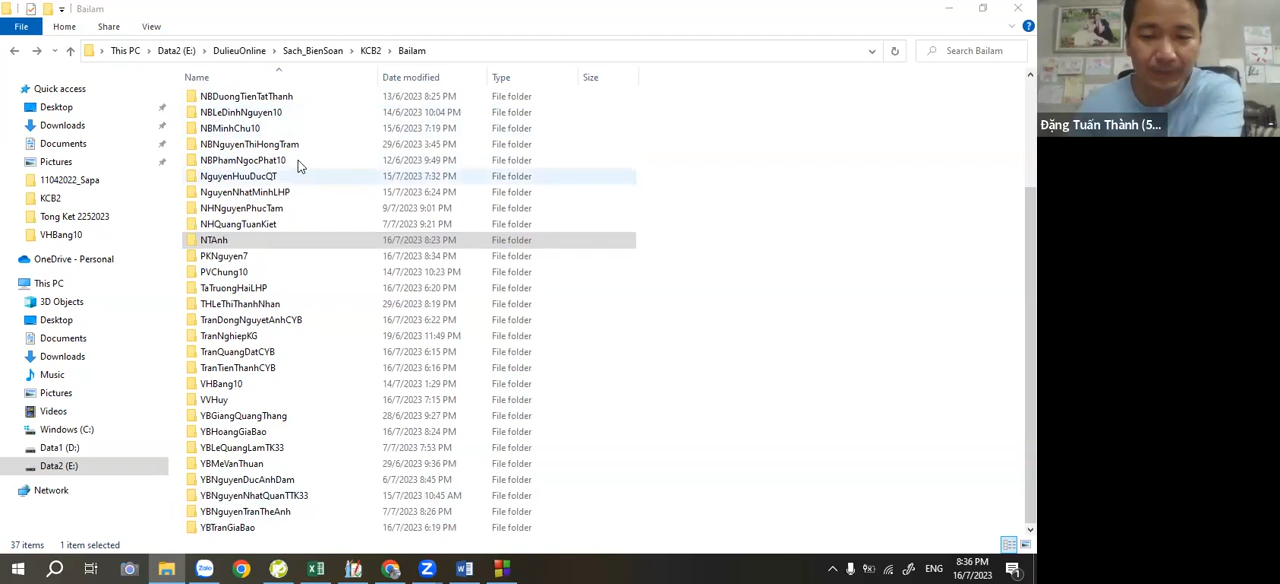 Bailam
File Home Share View
This PC Data2 (E:) DulieuOnline Sach_BienSoan KCB2 Bailam
Search Bailam
Đặng Tuấn Thành (5...
Quick access
Desktop
Downloads
Documents
Pictures
11042022_Sapa
KCB2
Tong Ket 2252023
VHBang10
OneDrive - Personal
This PC
3D Objects
Desktop
Documents
Downloads
Music
Pictures
Videos
Windows (C:)
Data1 (D:)
Data2 (E:)
Network
Name Date modified Type Size
NBDuongTienTatThanh 13/6/2023 8:25 PM File folder
NBLeDinhNguyen10 14/6/2023 10:04 PM File folder
NBMinhChu10 15/6/2023 7:19 PM File folder
NBNguyenThiHongTram 29/6/2023 3:45 PM File folder
NBPhamNgocPhat10 12/6/2023 9:49 PM File folder
NguyenHuuDucQT 15/7/2023 7:32 PM File folder
NguyenNhatMinhLHP 15/7/2023 6:24 PM File folder
NHNguyenPhucTam 9/7/2023 9:01 PM File folder
NHQuangTuanKiet 7/7/2023 9:21 PM File folder
NTAnh 16/7/2023 8:23 PM File folder
PKNguyen7 16/7/2023 8:34 PM File folder
PVChung10 14/7/2023 10:23 PM File folder
TaTruongHaiLHP 16/7/2023 6:20 PM File folder
THLeThiThanhNhan 29/6/2023 8:19 PM File folder
TranDongNguyetAnhCYB 16/7/2023 6:22 PM File folder
TranNghiepKG 19/6/2023 11:49 PM File folder
TranQuangDatCYB 16/7/2023 6:15 PM File folder
TranTienThanhCYB 16/7/2023 6:16 PM File folder
VHBang10 14/7/2023 1:29 PM File folder
VVHuy 16/7/2023 7:15 PM File folder
YBGiangQuangThang 28/6/2023 9:27 PM File folder
YBHoangGiaBao 16/7/2023 8:24 PM File folder
YBLeQuangLamTK33 7/7/2023 7:53 PM File folder
YBMeVanThuan 29/6/2023 9:36 PM File folder
YBNguyenDucAnhDam 6/7/2023 8:45 PM File folder
YBNguyenNhatQuanTTK33 15/7/2023 10:45 AM File folder
YBNguyenTranTheAnh 7/7/2023 8:26 PM File folder
YBTranGiaBao 16/7/2023 6:19 PM File folder
37 items 1 item selected
Zalo
ENG
8:36 PM
16/7/2023